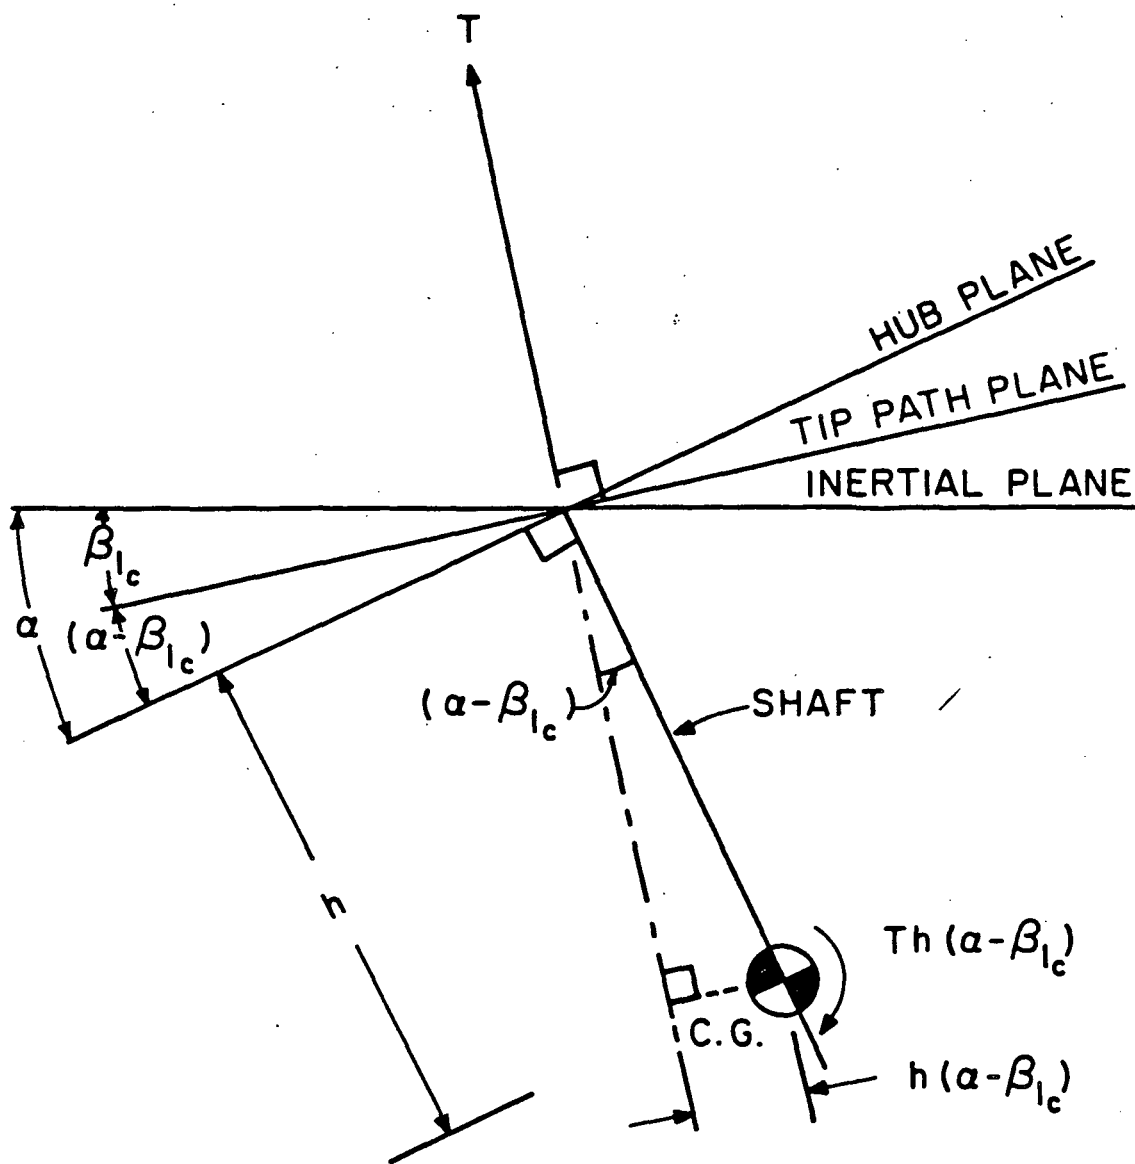 T
HUB PLANE
TIP PATH PLANE
INERTIAL PLANE
β1c
α
(α-β1c)
(α-β1c)
SHAFT
h
Th(α-β1c)
C.G.
h(α-β1c)